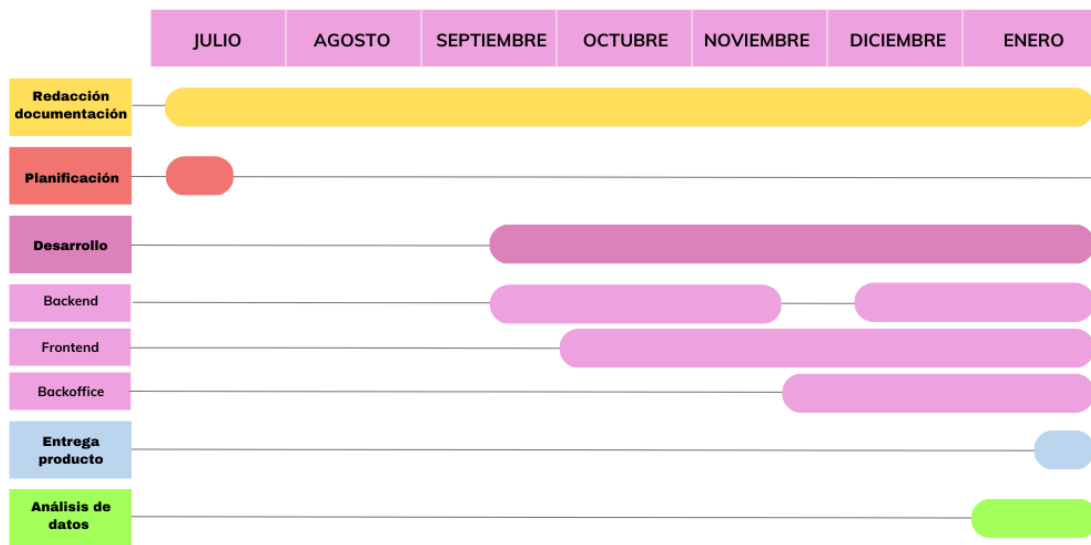 JULIO AGOSTO SEPTIEMBRE OCTUBRE NOVIEMBRE DICIEMBRE ENERO
Redacción
documentación
Planificación
Desarrollo
Backend
Frontend
Backoffice
Entrega
producto
Análisis de
datos